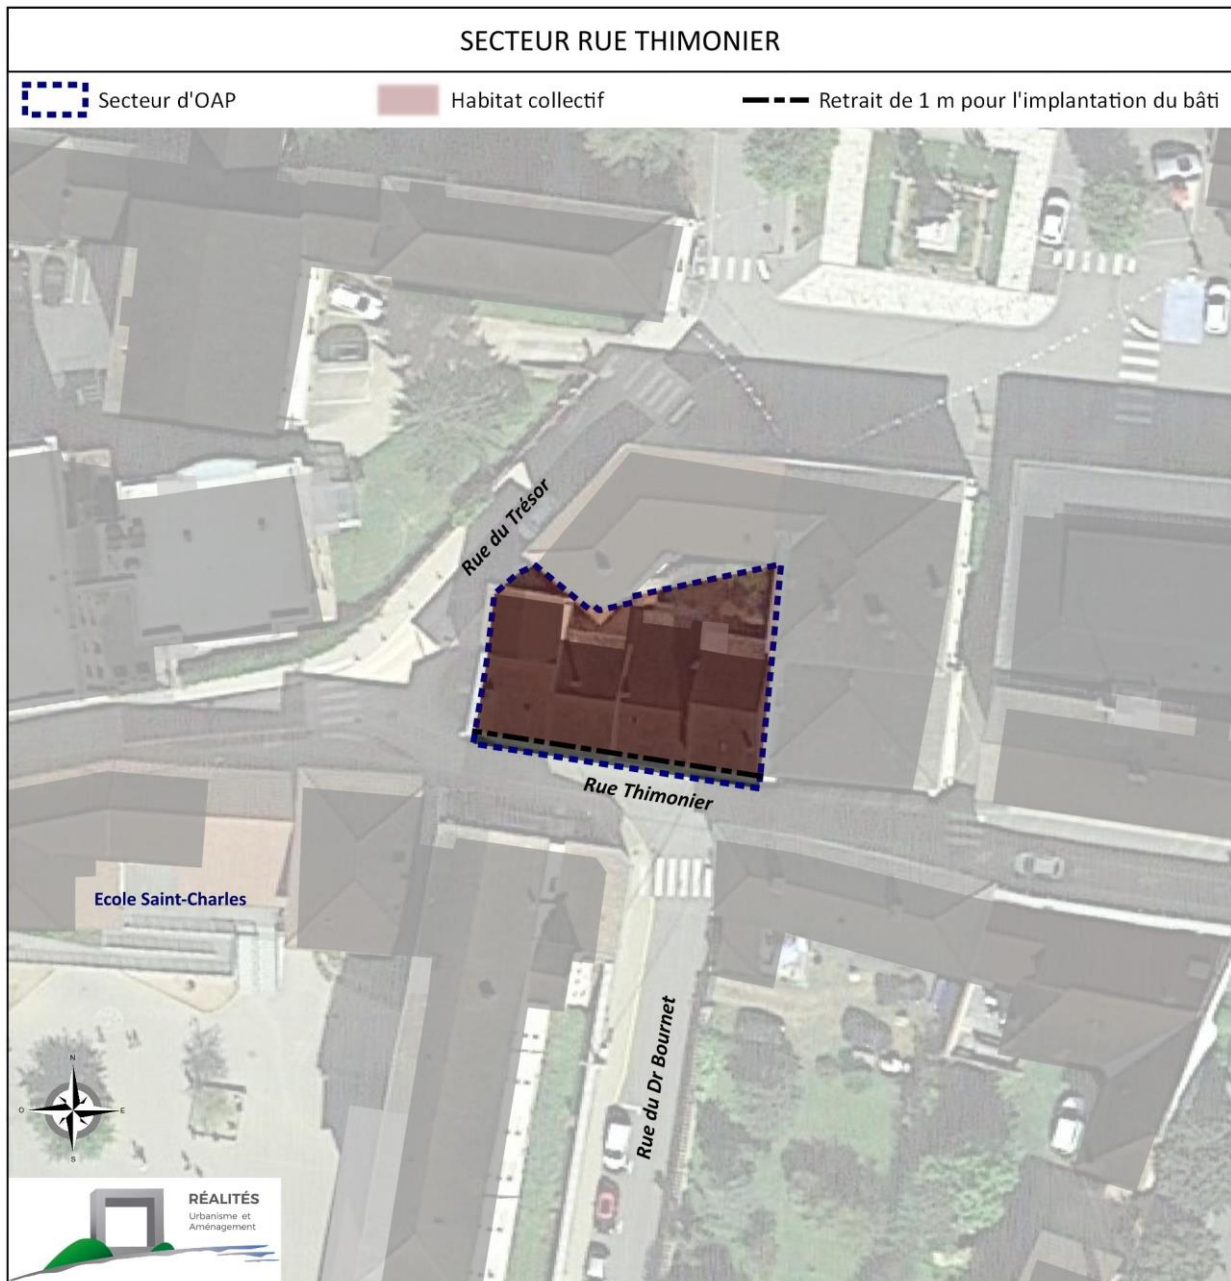 SECTEUR RUE THIMONIER
Secteur d'OAP
Habitat collectif
Retrait de 1 m pour l'implantation du bâti
Rue du Trésor
Rue Thimonier
Ecole Saint-Charles
Rue du Dr Bournet
N
O
E
S
RÉALITÉS
Urbanisme et
Aménagement